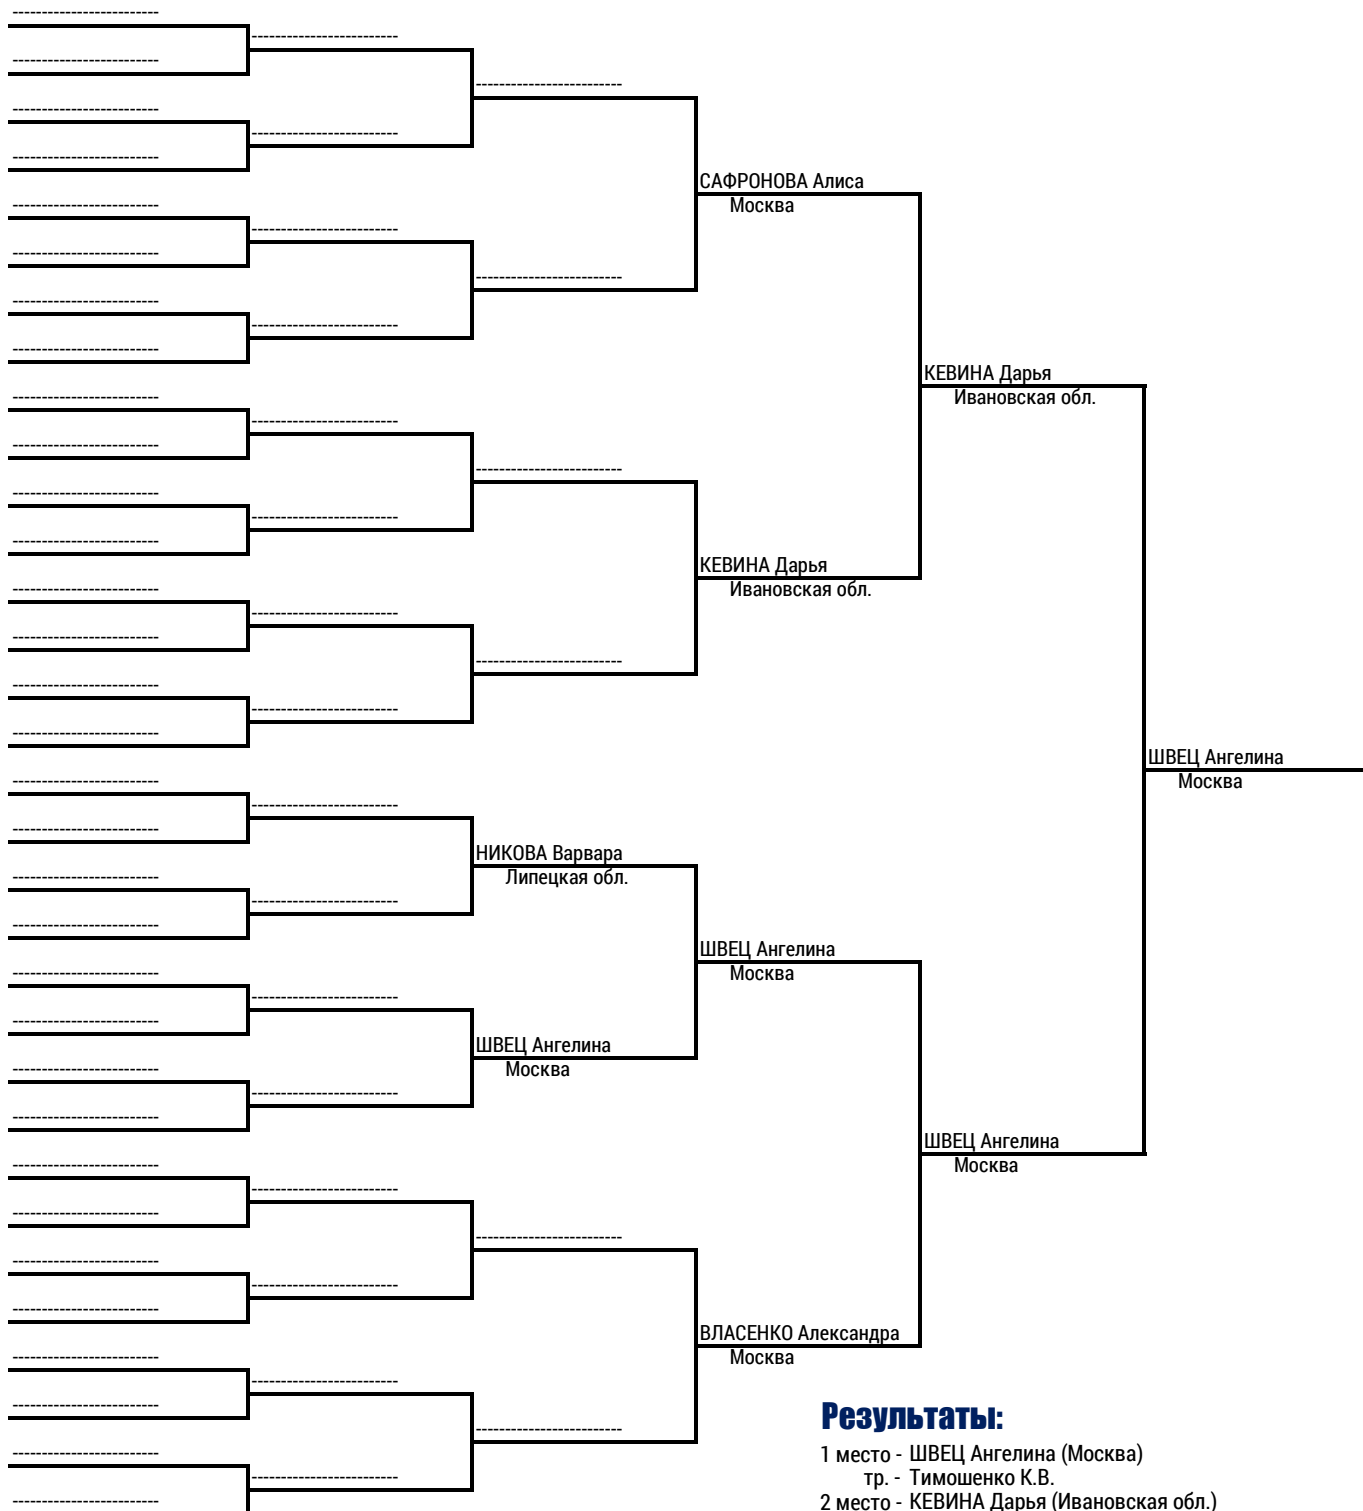 САФРОНОВА Алиса
Москва
КЕВИНА Дарья
Ивановская обл.
КЕВИНА Дарья
Ивановская обл.
ШВЕЦ Ангелина
Москва
НИКОВА Варвара
Липецкая обл.
ШВЕЦ Ангелина
Москва
ШВЕЦ Ангелина
Москва
ШВЕЦ Ангелина
Москва
ВЛАСЕНКО Александра
Москва
Результаты:
1 место - ШВЕЦ Ангелина (Москва)
тр. - Тимошенко К.В.
2 место - КЕВИНА Дарья (Ивановская обл.)